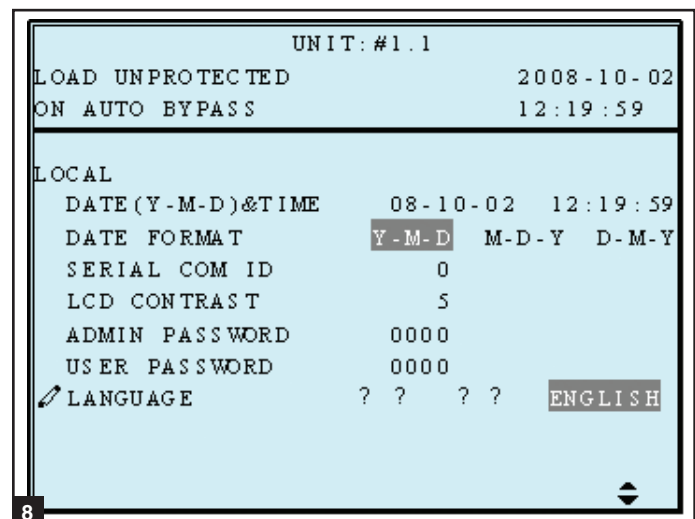 UNIT:#1.1
LOAD UNPROTECTED 2008-10-02
ON AUTO BYPASS 12:19:59
LOCAL
DATE(Y-M-D)&TIME 08-10-02 12:19:59
DATE FORMAT Y-M-D M-D-Y D-M-Y
SERIAL COM ID 0
LCD CONTRAST 5
ADMIN PASSWORD 0000
USER PASSWORD 0000
LANGUAGE ? ? ? ? ENGLISH
8